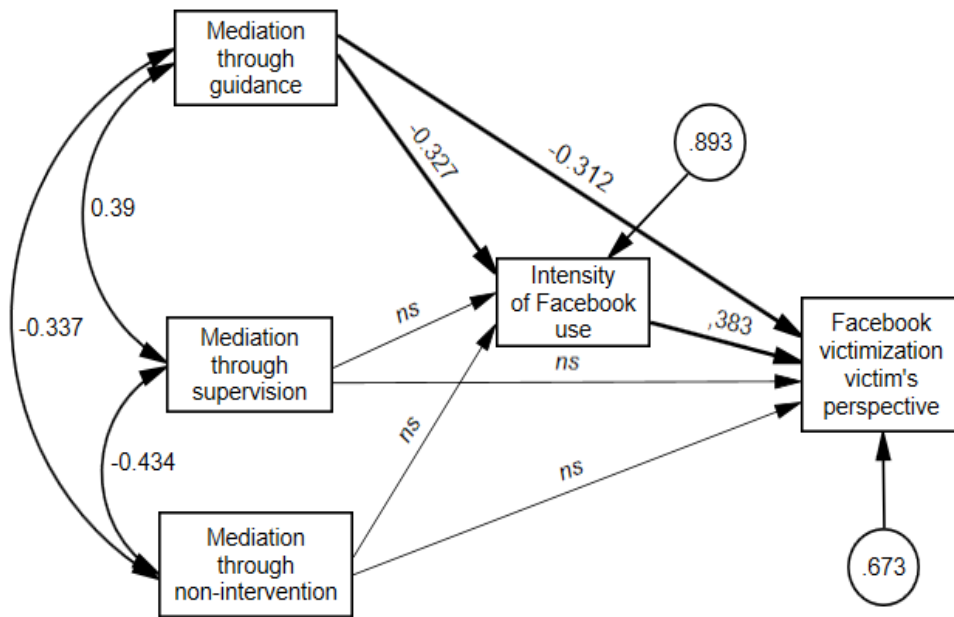 Mediation
through
guidance
.893
-0.327
-0.312
0.39
Intensity
of Facebook
use
-0.337
ns
,383
Facebook
victimization
victim's
perspective
Mediation
through
supervision
ns
ns
-0.434
ns
Mediation
through
non-intervention
.673